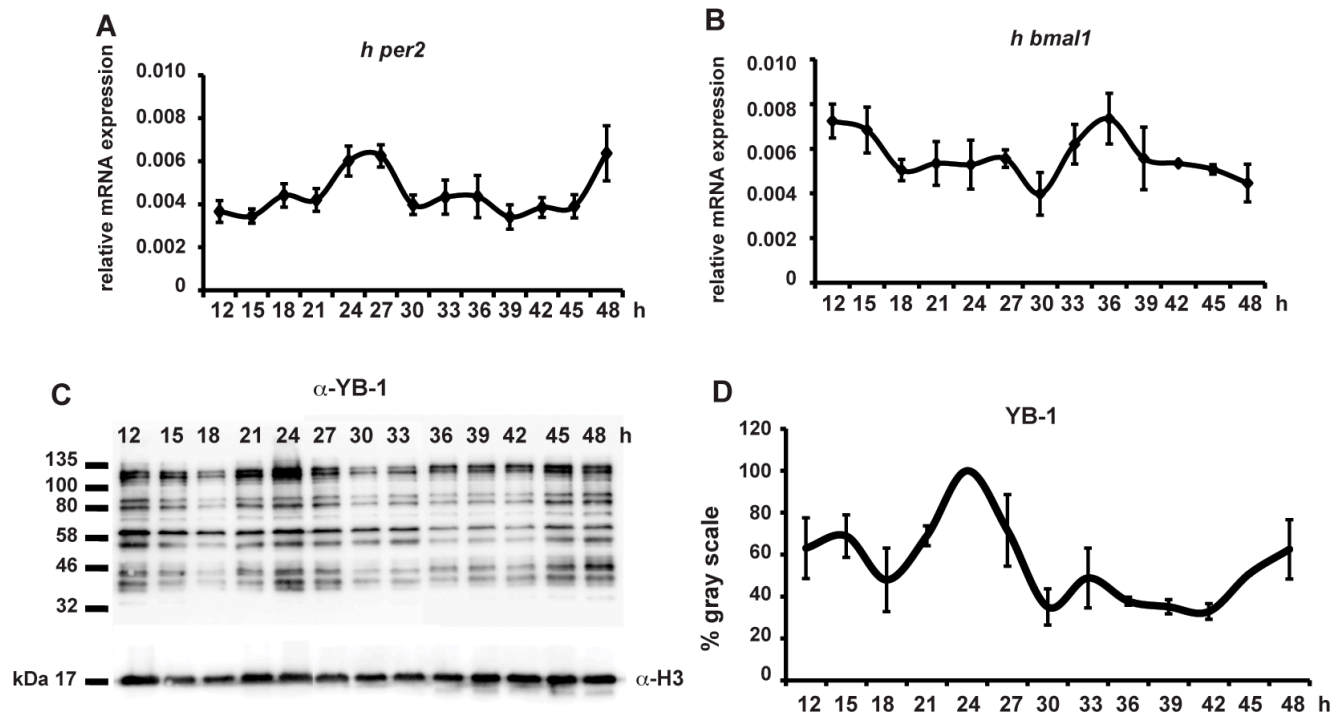 A
h per2
relative mRNA expression
0.010
0.008
0.006
0.004
0.002
0
12 15 18 21 24 27 30 33 36 39 42 45 48 h
B
h bmal1
relative mRNA expression
0.010
0.008
0.006
0.004
0.002
0
12 15 18 21 24 27 30 33 36 39 42 45 48 h
C
α-YB-1
12 15 18 21 24 27 30 33 36 39 42 45 48 h
135
100
80
58
46
32
kDa 17
α-H3
D
YB-1
% gray scale
120
100
80
60
40
20
0
12 15 18 21 24 27 30 33 36 39 42 45 48 h